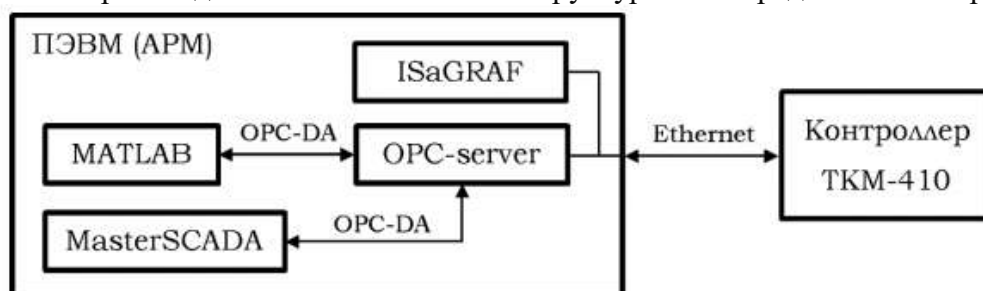 ПЭВМ (АРМ)
ISaGRAF
OPC-DA
MATLAB
OPC-server
Ethernet
Контроллер
ТКМ-410
OPC-DA
MasterSCADA